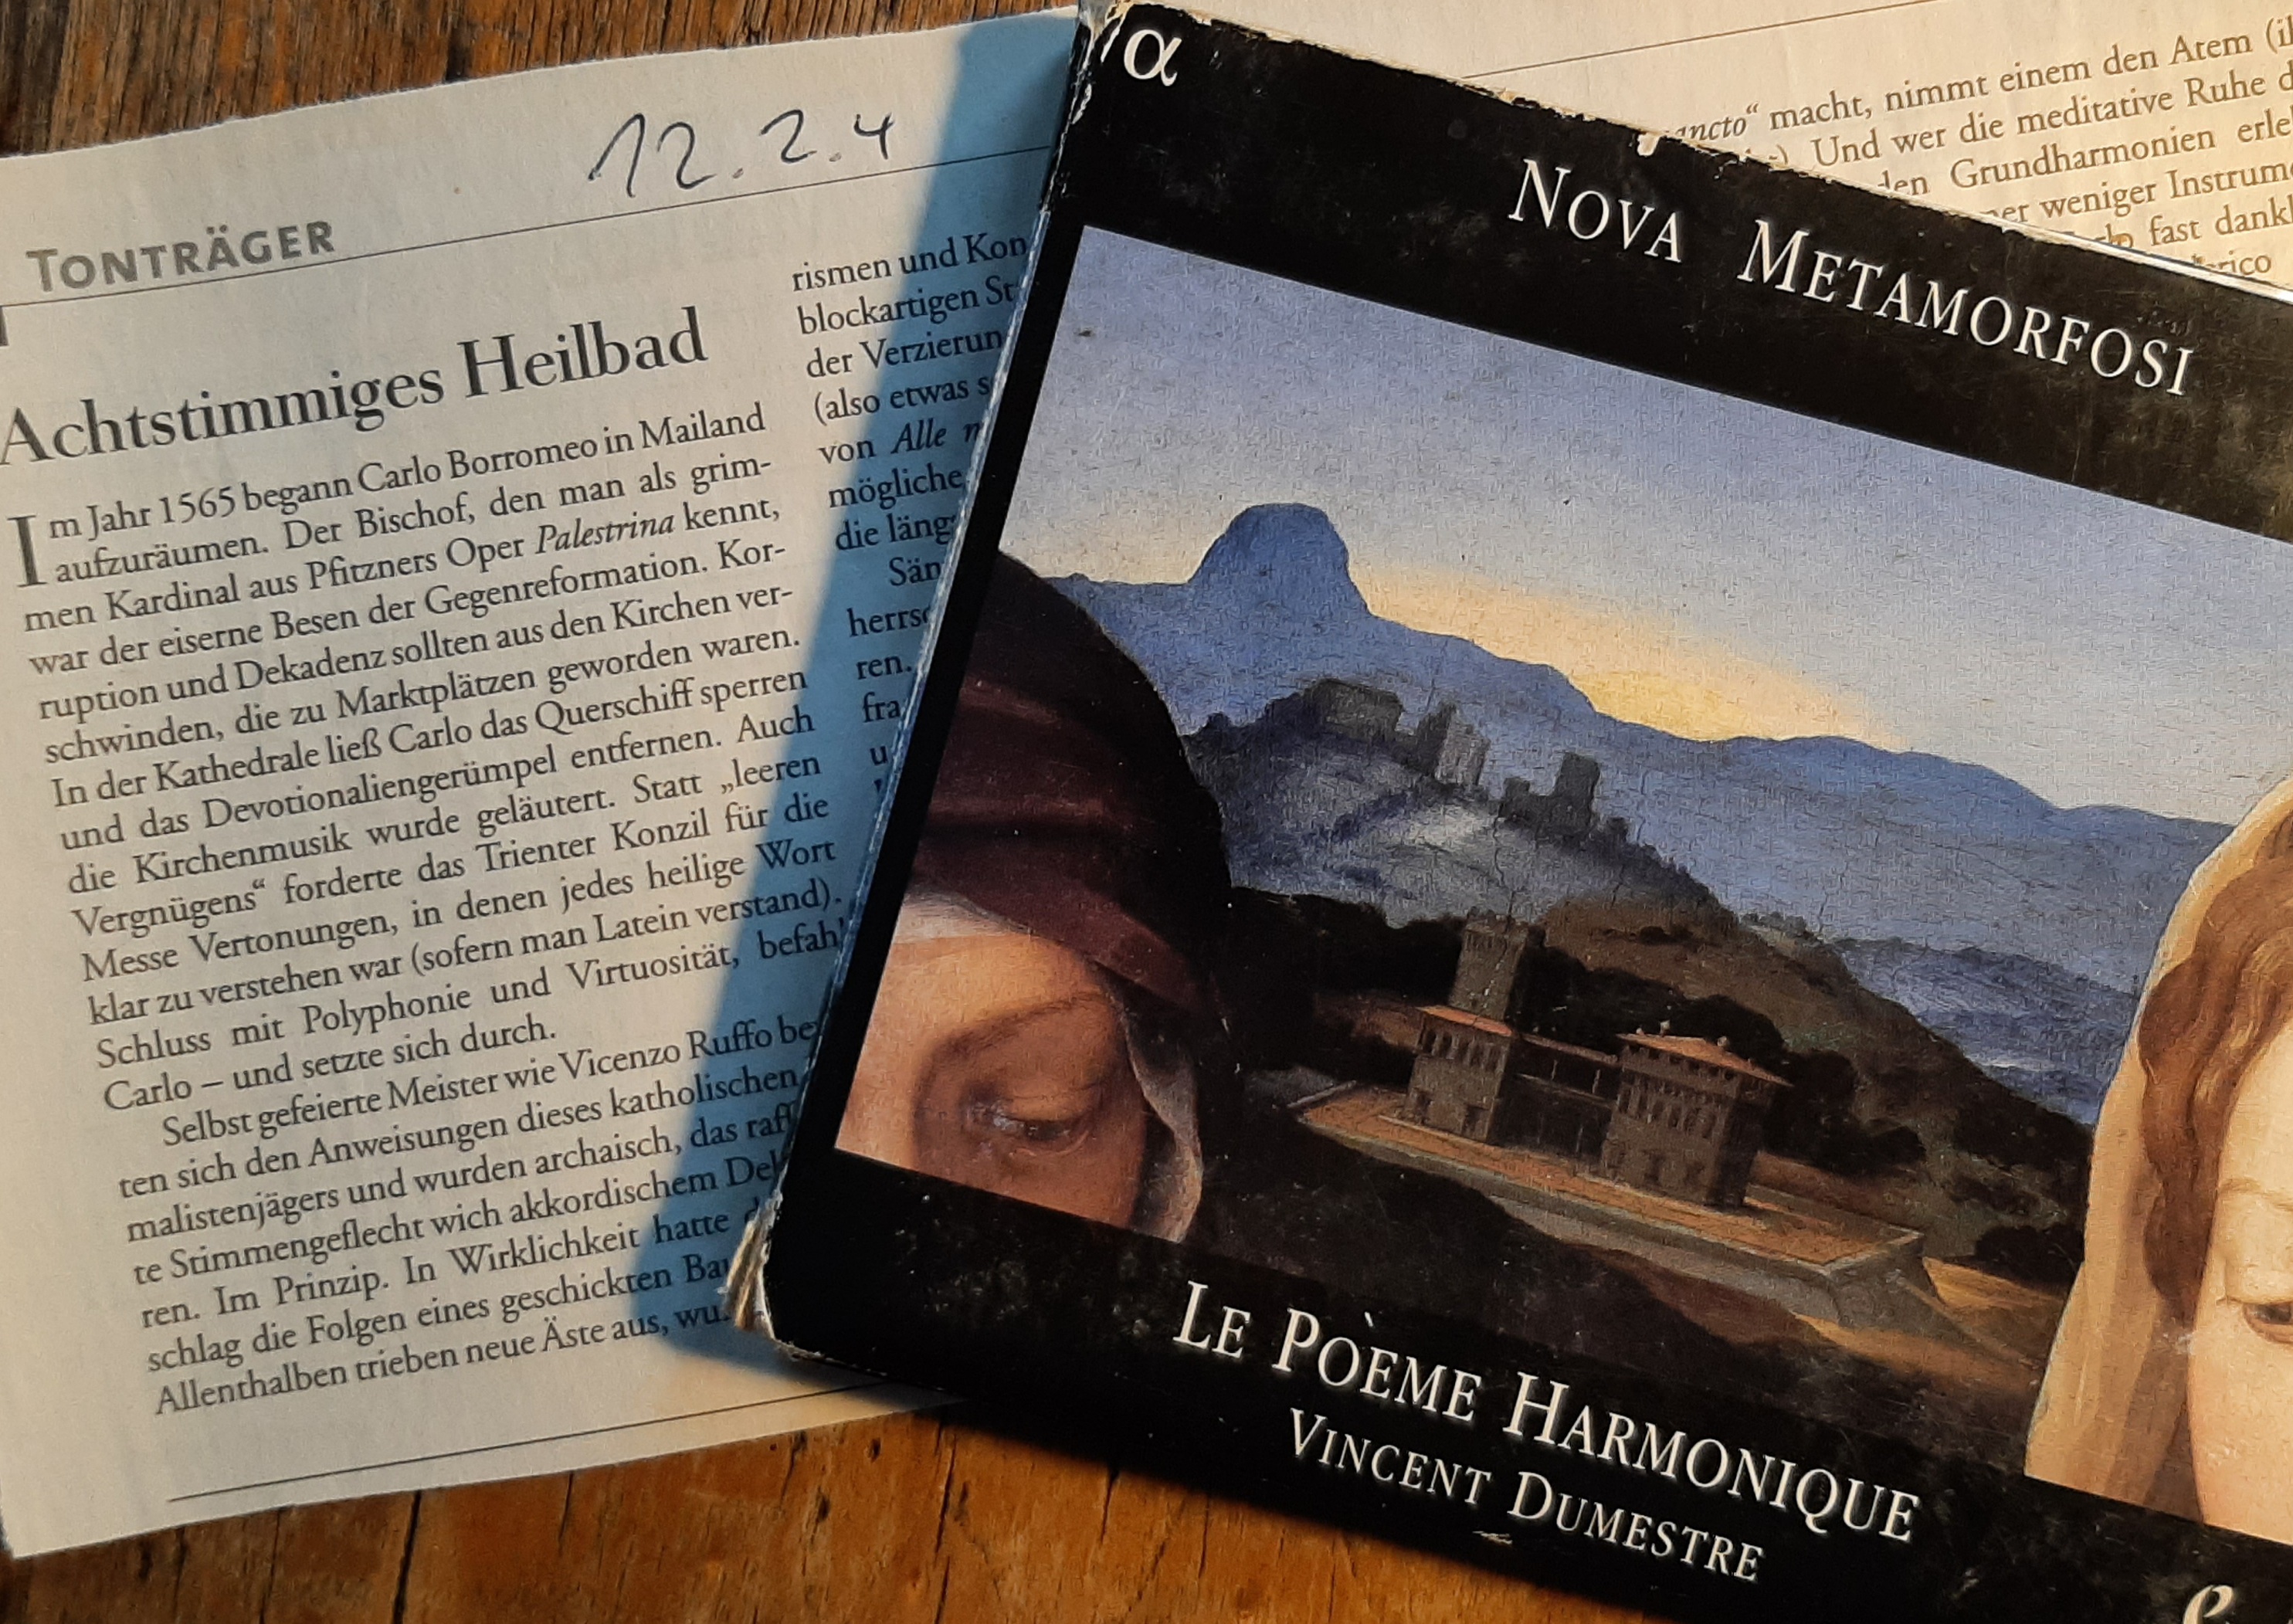 12.2.4
TONTRÄGER
Achtstimmiges Heilbad
Im Jahr 1565 begann Carlo Borromeo in Mailand
aufzuräumen. Der Bischof, den man als grim-
men Kardinal aus Pfitzners Oper Palestrina kennt,
war der eiserne Besen der Gegenreformation. Kor-
ruption und Dekadenz sollten aus den Kirchen ver-
schwinden, die zu Marktplätzen geworden waren.
In der Kathedrale ließ Carlo das Querschiff sperren
und das Devotionaliengerümpel entfernen. Auch
die Kirchenmusik wurde geläutert. Statt „leeren
Vergnügens“ forderte das Trienter Konzil für die
Messe Vertonungen, in denen jedes heilige Wort
klar zu verstehen war (sofern man Latein verstand).
Schluss mit Polyphonie und Virtuosität, befahl
Carlo – und setzte sich durch.
Selbst gefeierte Meister wie Vicenzo Ruffo
ten sich den Anweisungen dieses katholischen
malistenjägers und wurden archaisch, das
te Stimmengeflecht wich akkordischem
ren. Im Prinzip. In Wirklichkeit hatte
schlag die Folgen eines geschickten
Allenthalben trieben neue Äste aus,
rismen und
blockartigen
der
(also etwas
von Alle
mögliche
die
ren.
α
NOVA METAMORFOSI
LE POÈME HARMONIQUE
VINCENT DUMESTRE
“ macht, nimmt einem den Atem
Und wer die meditative Ruhe
Grundharmonien
weniger
fast